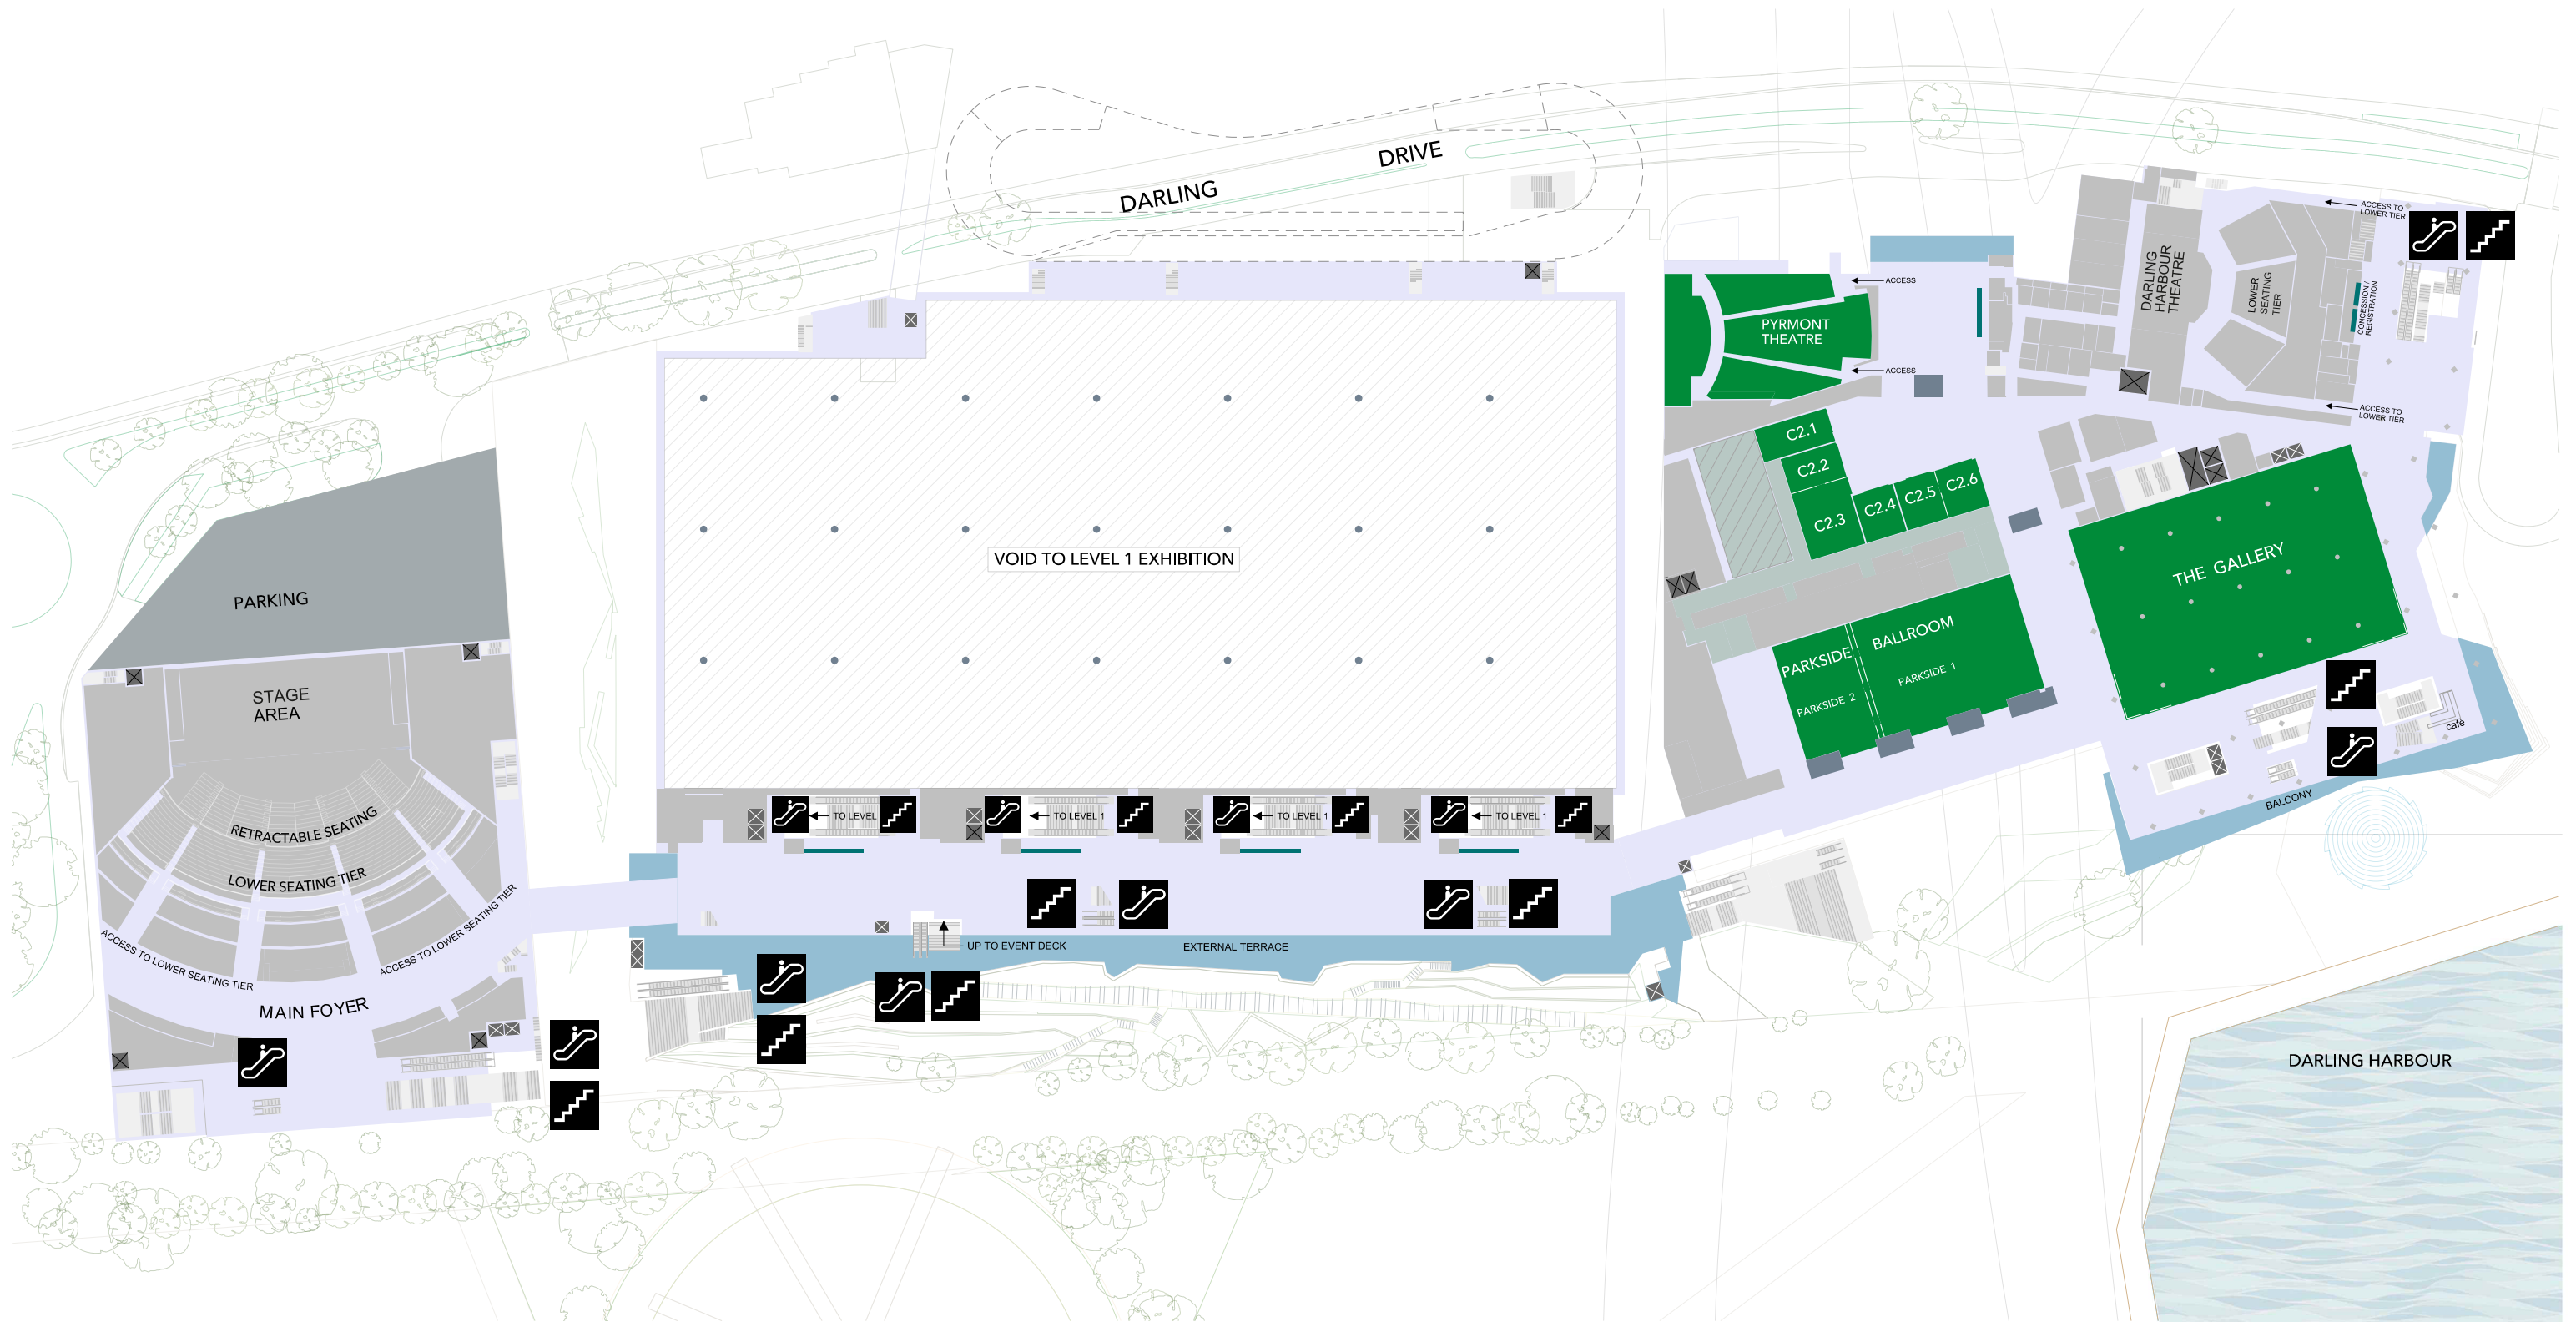 DARLING DRIVE
ACCESS TO
LOWER TIER
DARLING
HARBOUR
THEATRE
LOWER
SEATING
TIER
CONCESSION /
REGISTRATION
ACCESS
PYRMONT
THEATRE
ACCESS
ACCESS TO
LOWER TIER
C2.1
C2.2
C2.3
C2.4
C2.5
C2.6
VOID TO LEVEL 1 EXHIBITION
THE GALLERY
PARKING
PARKSIDE BALLROOM
PARKSIDE 1
PARKSIDE 2
STAGE
AREA
café
BALCONY
RETRACTABLE SEATING
LOWER SEATING TIER
TO LEVEL
TO LEVEL 1
TO LEVEL 1
TO LEVEL 1
ACCESS TO LOWER SEATING TIER
ACCESS TO LOWER SEATING TIER
UP TO EVENT DECK
EXTERNAL TERRACE
MAIN FOYER
DARLING HARBOUR